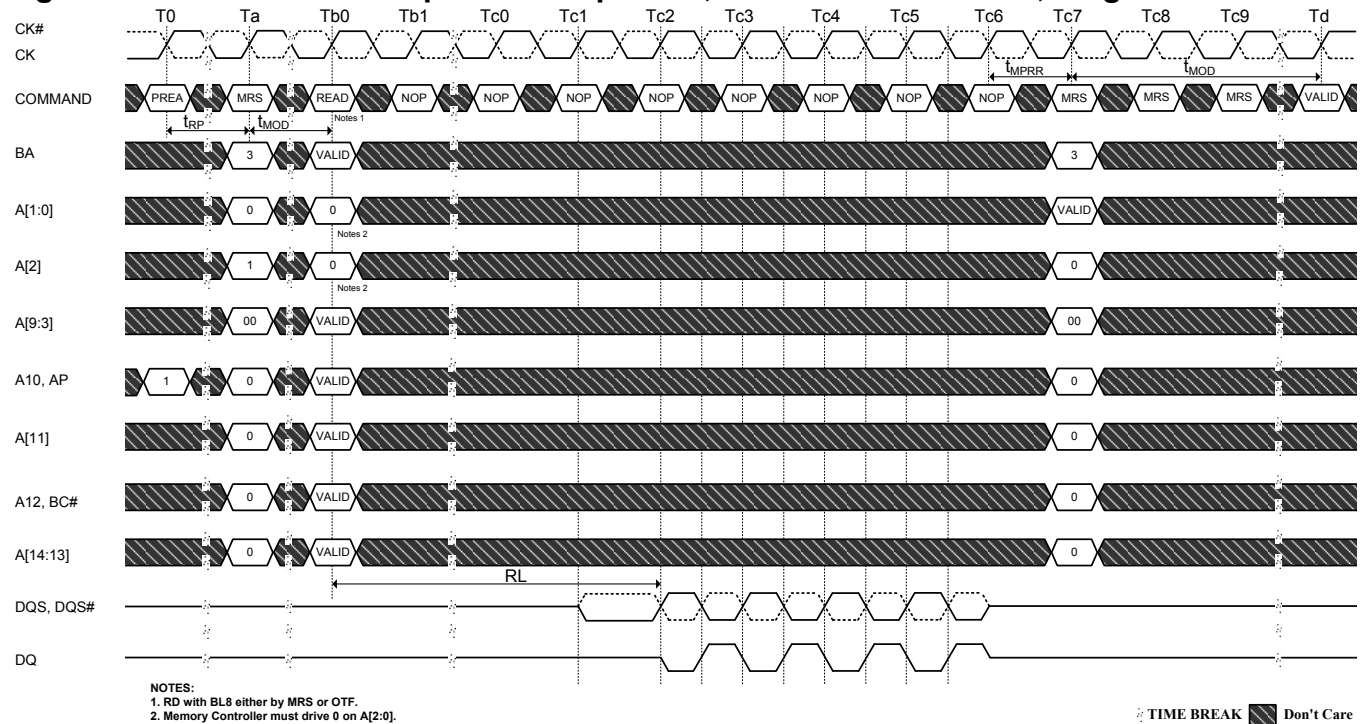 T0 Ta Tb0 Tb1 Tc0 Tc1 Tc2 Tc3 Tc4 Tc5 Tc6 Tc7 Tc8 Tc9 Td
CK#
CK
tMPRR tMOD
COMMAND PREA MRS READ NOP NOP NOP NOP NOP NOP NOP NOP MRS MRS MRS VALID
Notes 1
tRP tMOD
BA 3 VALID 3
A[1:0] 0 0 VALID
Notes 2
A[2] 1 0 0
Notes 2
A[9:3] 00 VALID 00
A10, AP 1 0 VALID 0
A[11] 0 VALID 0
A12, BC# 0 VALID 0
A[14:13] 0 VALID 0
RL
DQS, DQS#
DQ
NOTES:
1. RD with BL8 either by MRS or OTF.
2. Memory Controller must drive 0 on A[2:0].
TIME BREAK Don't Care